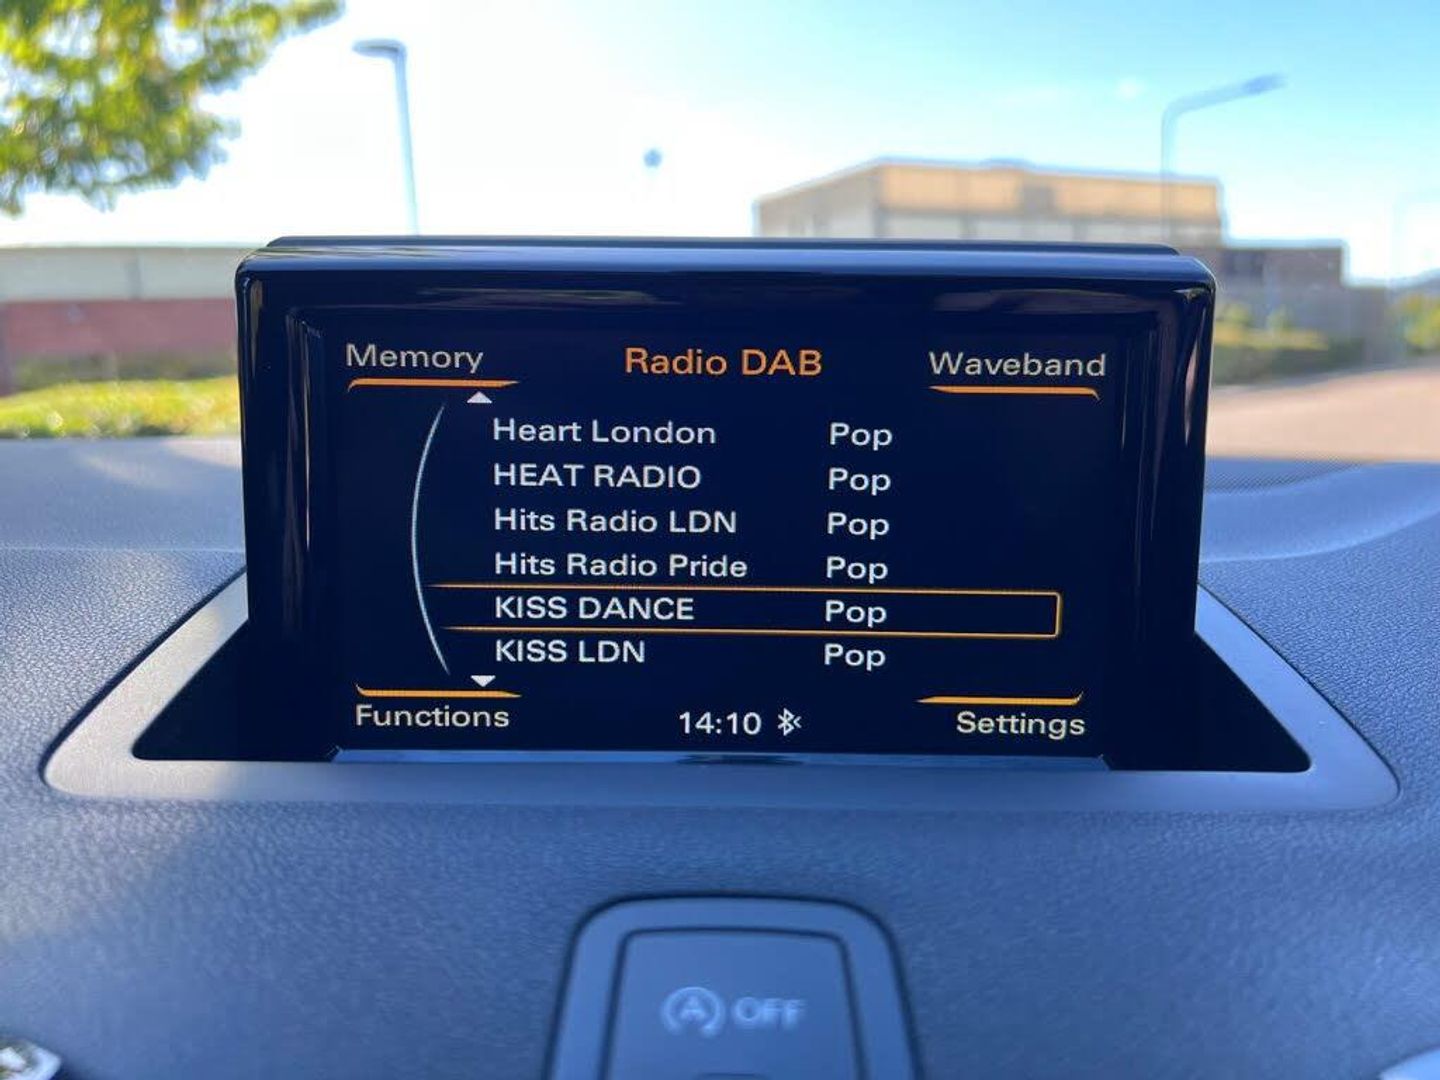 Memory Radio DAB Waveband
Heart London Pop
HEAT RADIO Pop
Hits Radio LDN Pop
Hits Radio Pride Pop
KISS DANCE Pop
KISS LDN Pop
Functions 14:10 Settings
A OFF